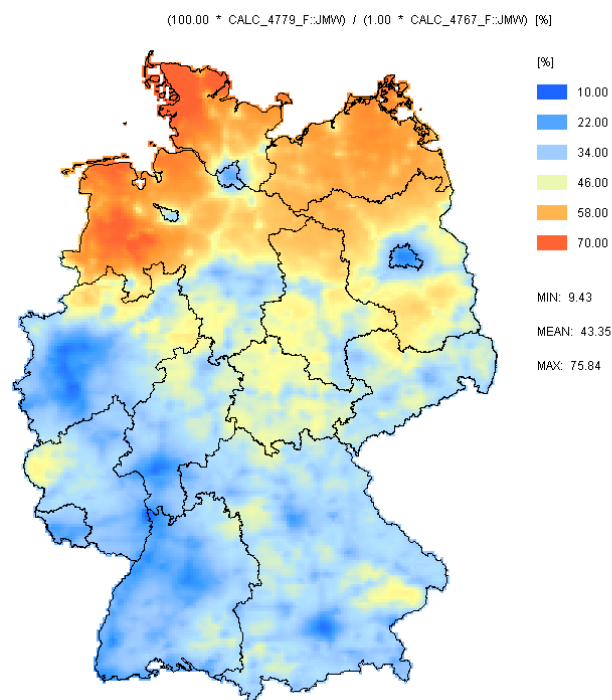 (100.00 * CALC_4779_F::JMW) / (1.00 * CALC_4767_F::JMW) [%]
[%]
10.00
22.00
34.00
46.00
58.00
70.00
MIN: 9.43
MEAN: 43.35
MAX: 75.84